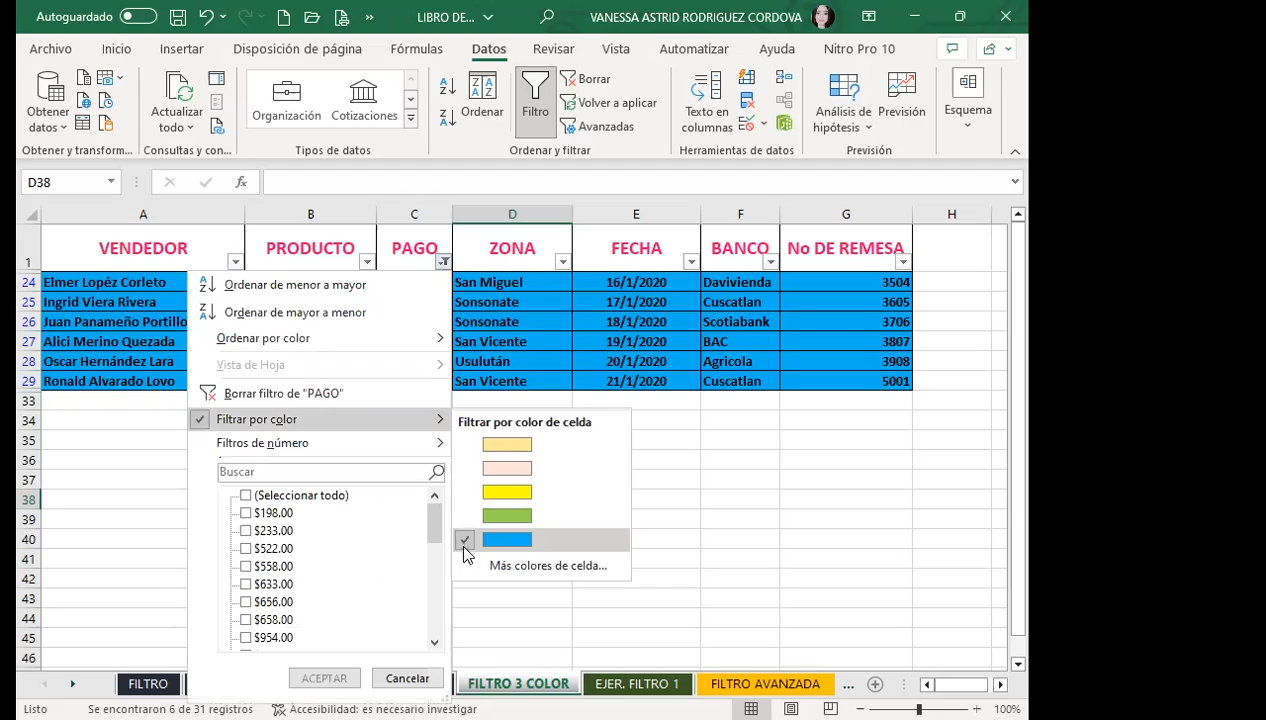 Autoguardado
LIBRO DE...
VANESSA ASTRID RODRIGUEZ CORDOVA
Archivo Inicio Insertar Disposición de página Fórmulas Datos Revisar Vista Automatizar Ayuda Nitro Pro 10
Obtener datos
Actualizar todo
Organización
Cotizaciones
Ordenar
Filtro
Borrar
Volver a aplicar
Avanzadas
Texto en columnas
Análisis de hipótesis
Previsión
Esquema
Obtener y transform... Consultas y con... Tipos de datos Ordenar y filtrar Herramientas de datos Previsión
D38
fx
A B C D E F G H
1 VENDEDOR PRODUCTO PAGO ZONA FECHA BANCO No DE REMESA
24 Elmer Lopéz Corleto San Miguel 16/1/2020 Davivienda 3504
25 Ingrid Viera Rivera Sonsonate 17/1/2020 Cuscatlan 3605
26 Juan Panameño Portillo Sonsonate 18/1/2020 Scotiabank 3706
27 Alici Merino Quezada San Vicente 19/1/2020 BAC 3807
28 Oscar Hernández Lara Usulután 20/1/2020 Agricola 3908
29 Ronald Alvarado Lovo San Vicente 21/1/2020 Cuscatlan 5001
33
34
35
36
37
38
39
40
41
42
43
44
45
46
Ordenar de menor a mayor
Ordenar de mayor a menor
Ordenar por color
Vista de Hoja
Borrar filtro de "PAGO"
Filtrar por color
Filtros de número
Buscar
(Seleccionar todo)
$198.00
$233.00
$522.00
$558.00
$633.00
$656.00
$658.00
$954.00
ACEPTAR Cancelar
Filtrar por color de celda
Más colores de celda...
FILTRO FILTRO 3 COLOR EJER. FILTRO 1 FILTRO AVANZADA ...
Listo Se encontraron 6 de 31 registros Accesibilidad: es necesario investigar 100%